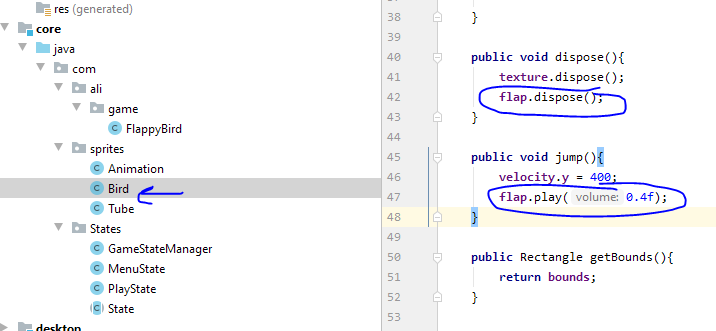 res (generated)
core
java
com
ali
game
FlappyBird
sprites
Animation
Bird
Tube
States
GameStateManager
MenuState
PlayState
State
desktop
38 }
39
40 public void dispose(){
41 texture.dispose();
42 flap.dispose();
43 }
44
45 public void jump(){
46 velocity.y = 400;
47 flap.play( volume: 0.4f);
48 }
49
50 public Rectangle getBounds(){
51 return bounds;
52 }
53